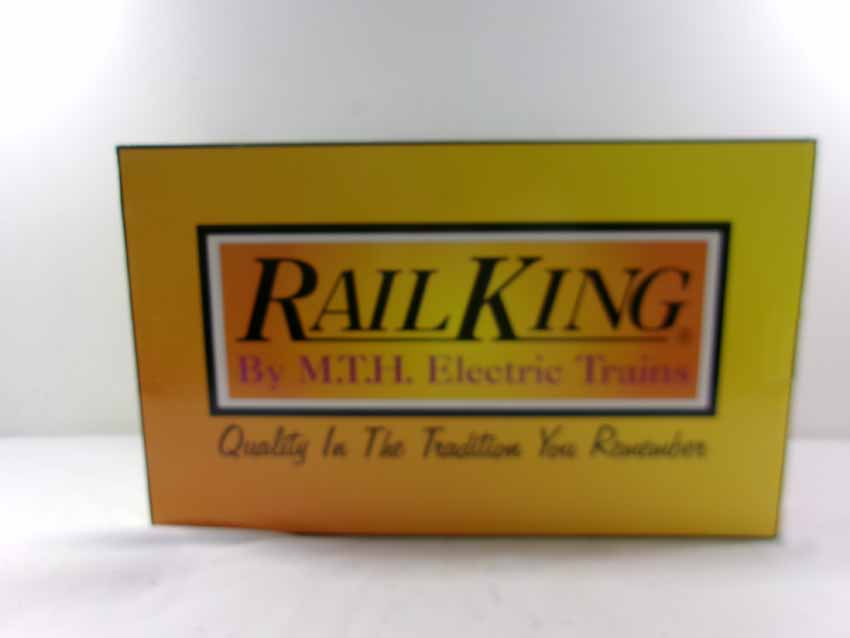 RAILKING®
By M.T.H. Electric Trains
Quality In The Tradition You Remember